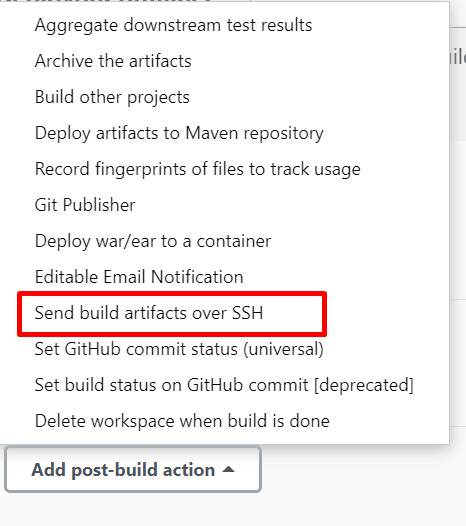 Aggregate downstream test results
Archive the artifacts
Build other projects
Deploy artifacts to Maven repository
Record fingerprints of files to track usage
Git Publisher
Deploy war/ear to a container
Editable Email Notification
Send build artifacts over SSH
Set GitHub commit status (universal)
Set build status on GitHub commit [deprecated]
Delete workspace when build is done
Add post-build action